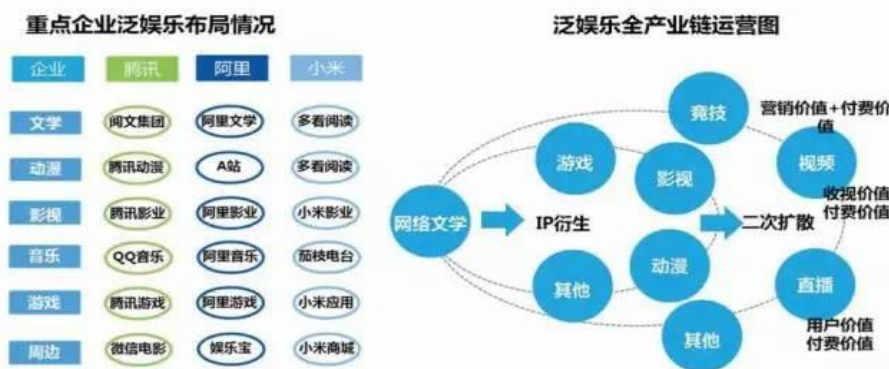 重点企业泛娱乐布局情况
企业 腾讯 阿里 小米
文学 阅文集团 阿里文学 多看阅读
动漫 腾讯动漫 A站 多看阅读
影视 腾讯影业 阿里影业 小米影业
音乐 QQ音乐 阿里音乐 茄枝电台
游戏 腾讯游戏 阿里游戏 小米应用
周边 微信电影 娱乐宝 小米商城
泛娱乐全产业链运营图
竞技
营销价值+付费价
值
游戏
影视
视频
收视价值
付费价值
网络文学
IP衍生
二次扩散
动漫
其他
直播
其他
用户价值
付费价值